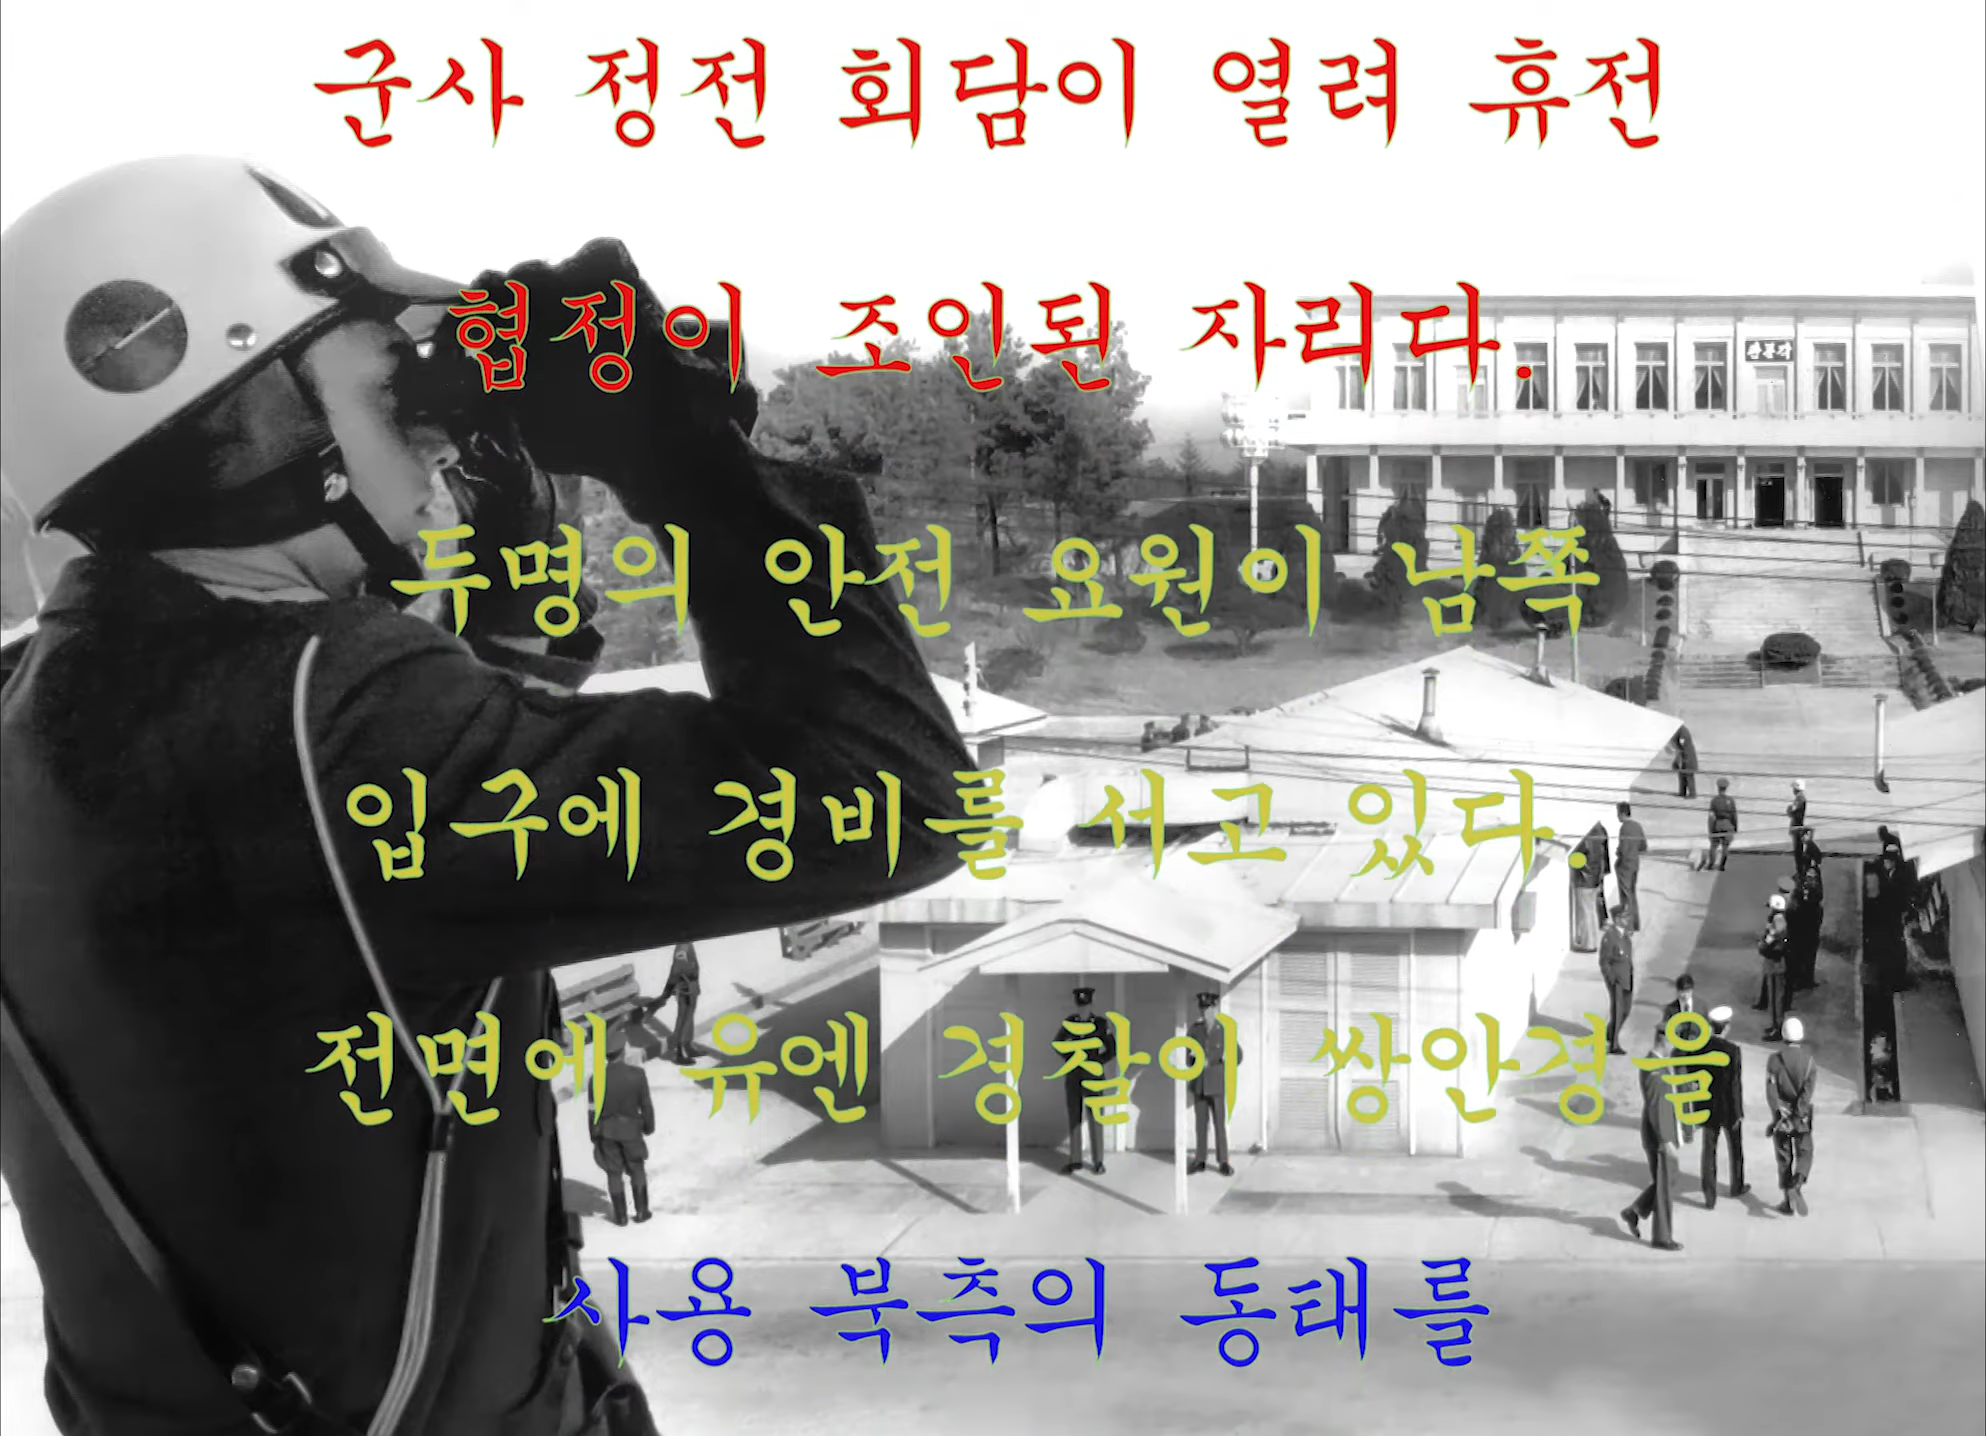 군사 정전 회담이 열려 휴전
협정이 조인된 자리다.
판문각
두명의 안전 요원이 남쪽
입구에 경비를 서고 있다.
전면에 유엔 경찰이 쌍안경을
사용 북측의 동태를